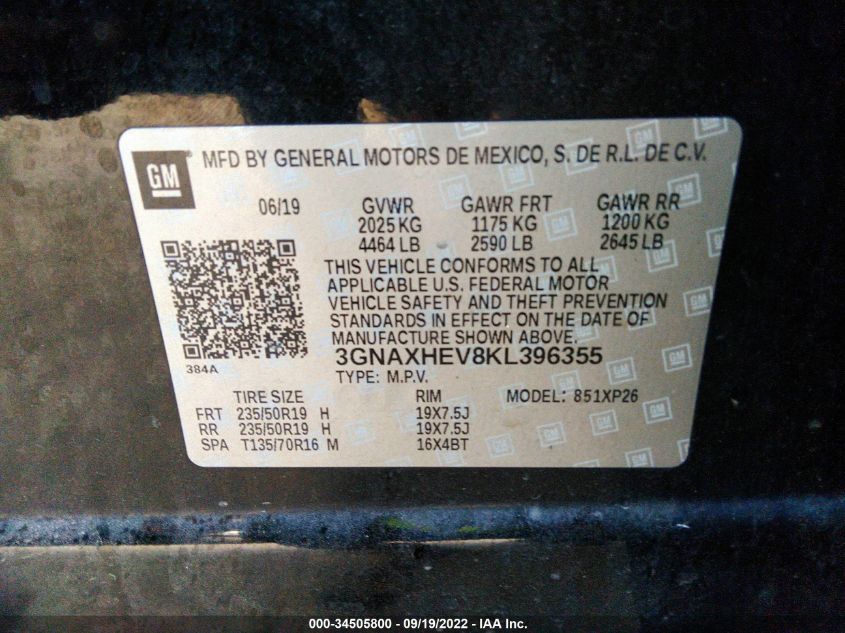 GM
MFD BY GENERAL MOTORS DE MEXICO, S. DE R.L. DE C.V.
06/19 GVWR GAWR FRT GAWR RR
2025 KG 1175 KG 1200 KG
4464 LB 2590 LB 2645 LB
THIS VEHICLE CONFORMS TO ALL
APPLICABLE U.S. FEDERAL MOTOR
VEHICLE SAFETY AND THEFT PREVENTION
STANDARDS IN EFFECT ON THE DATE OF
MANUFACTURE SHOWN ABOVE.
3GNAXHEV8KL396355
384A
TYPE: M.P.V.
TIRE SIZE RIM MODEL: 851XP26
FRT 235/50R19 H 19X7.5J
RR 235/50R19 H 19X7.5J
SPA T135/70R16 M 16X4BT
000-34505800 - 09/19/2022 - IAA Inc.